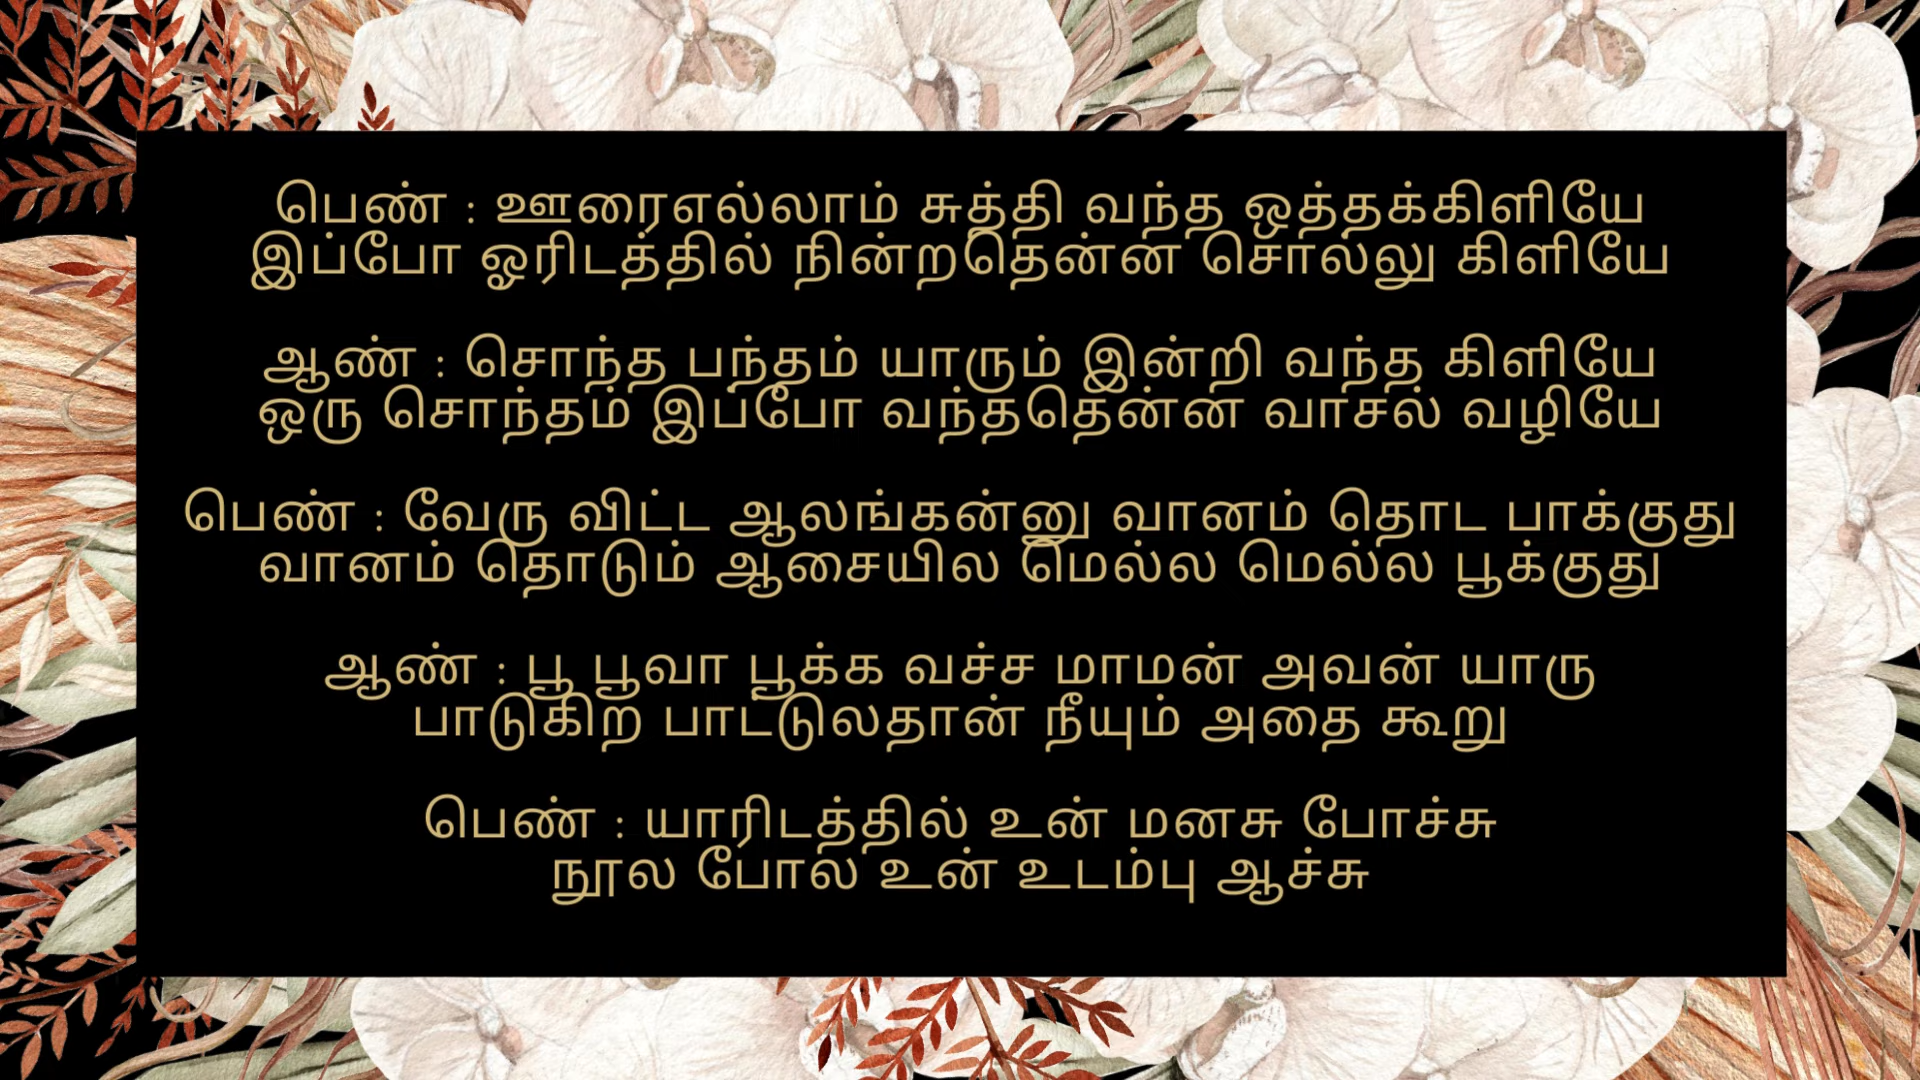 பெண் : ஊரைஎல்லாம் சுத்தி வந்த ஒத்தக்கிளியே
இப்போ ஓரிடத்தில் நின்றதென்ன சொல்லு கிளியே
ஆண் : சொந்த பந்தம் யாரும் இன்றி வந்த கிளியே
ஒரு சொந்தம் இப்போ வந்ததென்ன வாசல் வழியே
பெண் : வேரு விட்ட ஆலங்கன்னு வானம் தொட பாக்குது
வானம் தொடும் ஆசையில மெல்ல மெல்ல பூக்குது
ஆண் : பூ பூவா பூக்க வச்ச மாமன் அவன் யாரு
பாடுகிற பாட்டுலதான் நீயும் அதை கூறு
பெண் : யாரிடத்தில் உன் மனசு போச்சு
நூல போல உன் உடம்பு ஆச்சு